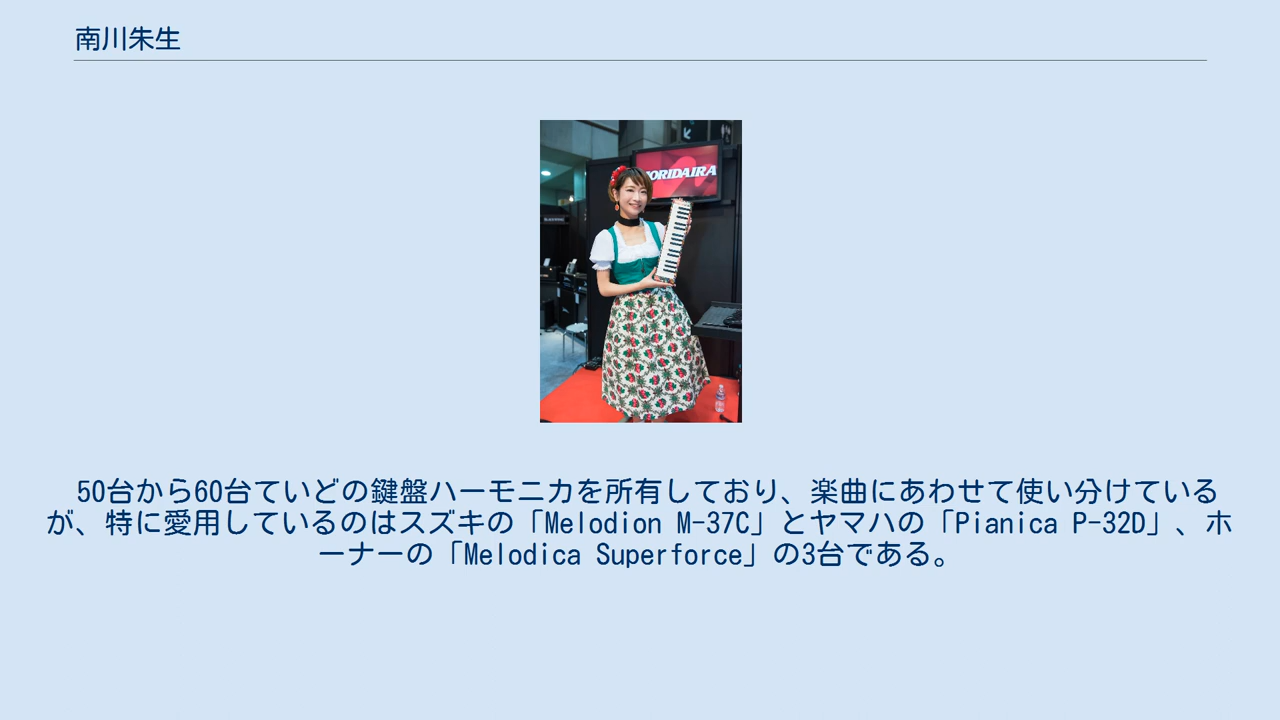 南川朱生
MORIDAIRA
50台から60台ていどの鍵盤ハーモニカを所有しており、楽曲にあわせて使い分けている
が、特に愛用しているのはスズキの「Melodion M-37C」とヤマハの「Pianica P-32D」、ホ
ーナーの「Melodica Superforce」の3台である。